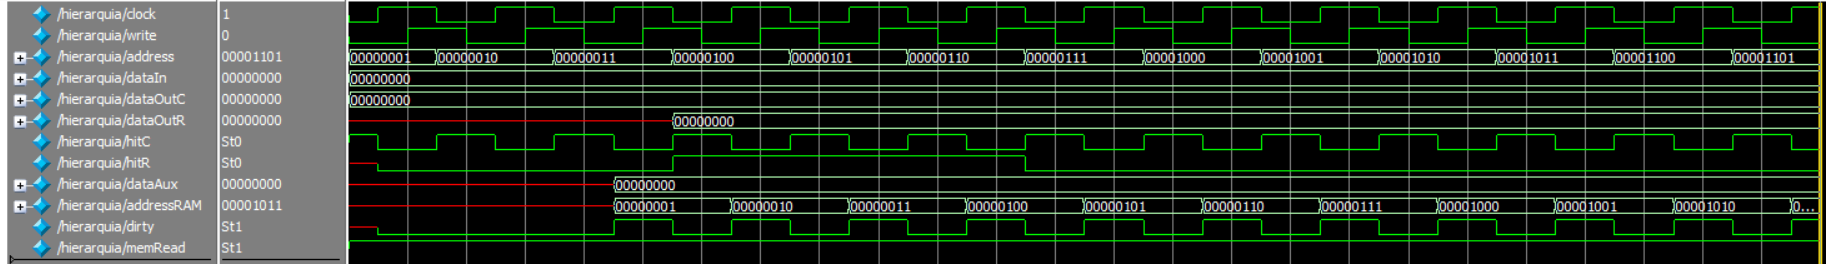 /hierarquia/clock 1
/hierarquia/write 0
/hierarquia/address 00001101 00000001 00000010 00000011 00000100 00000101 00000110 00000111 00001000 00001001 00001010 00001011 00001100 00001101
/hierarquia/dataIn 00000000 00000000
/hierarquia/dataOutC 00000000 00000000
/hierarquia/dataOutR 00000000 00000000
/hierarquia/hitC St0
/hierarquia/hitR St0
/hierarquia/dataAux 00000000 00000000
/hierarquia/addressRAM 00001011 00000001 00000010 00000011 00000100 00000101 00000110 00000111 00001000 00001001 00001010 0...
/hierarquia/dirty St1
/hierarquia/memRead St1